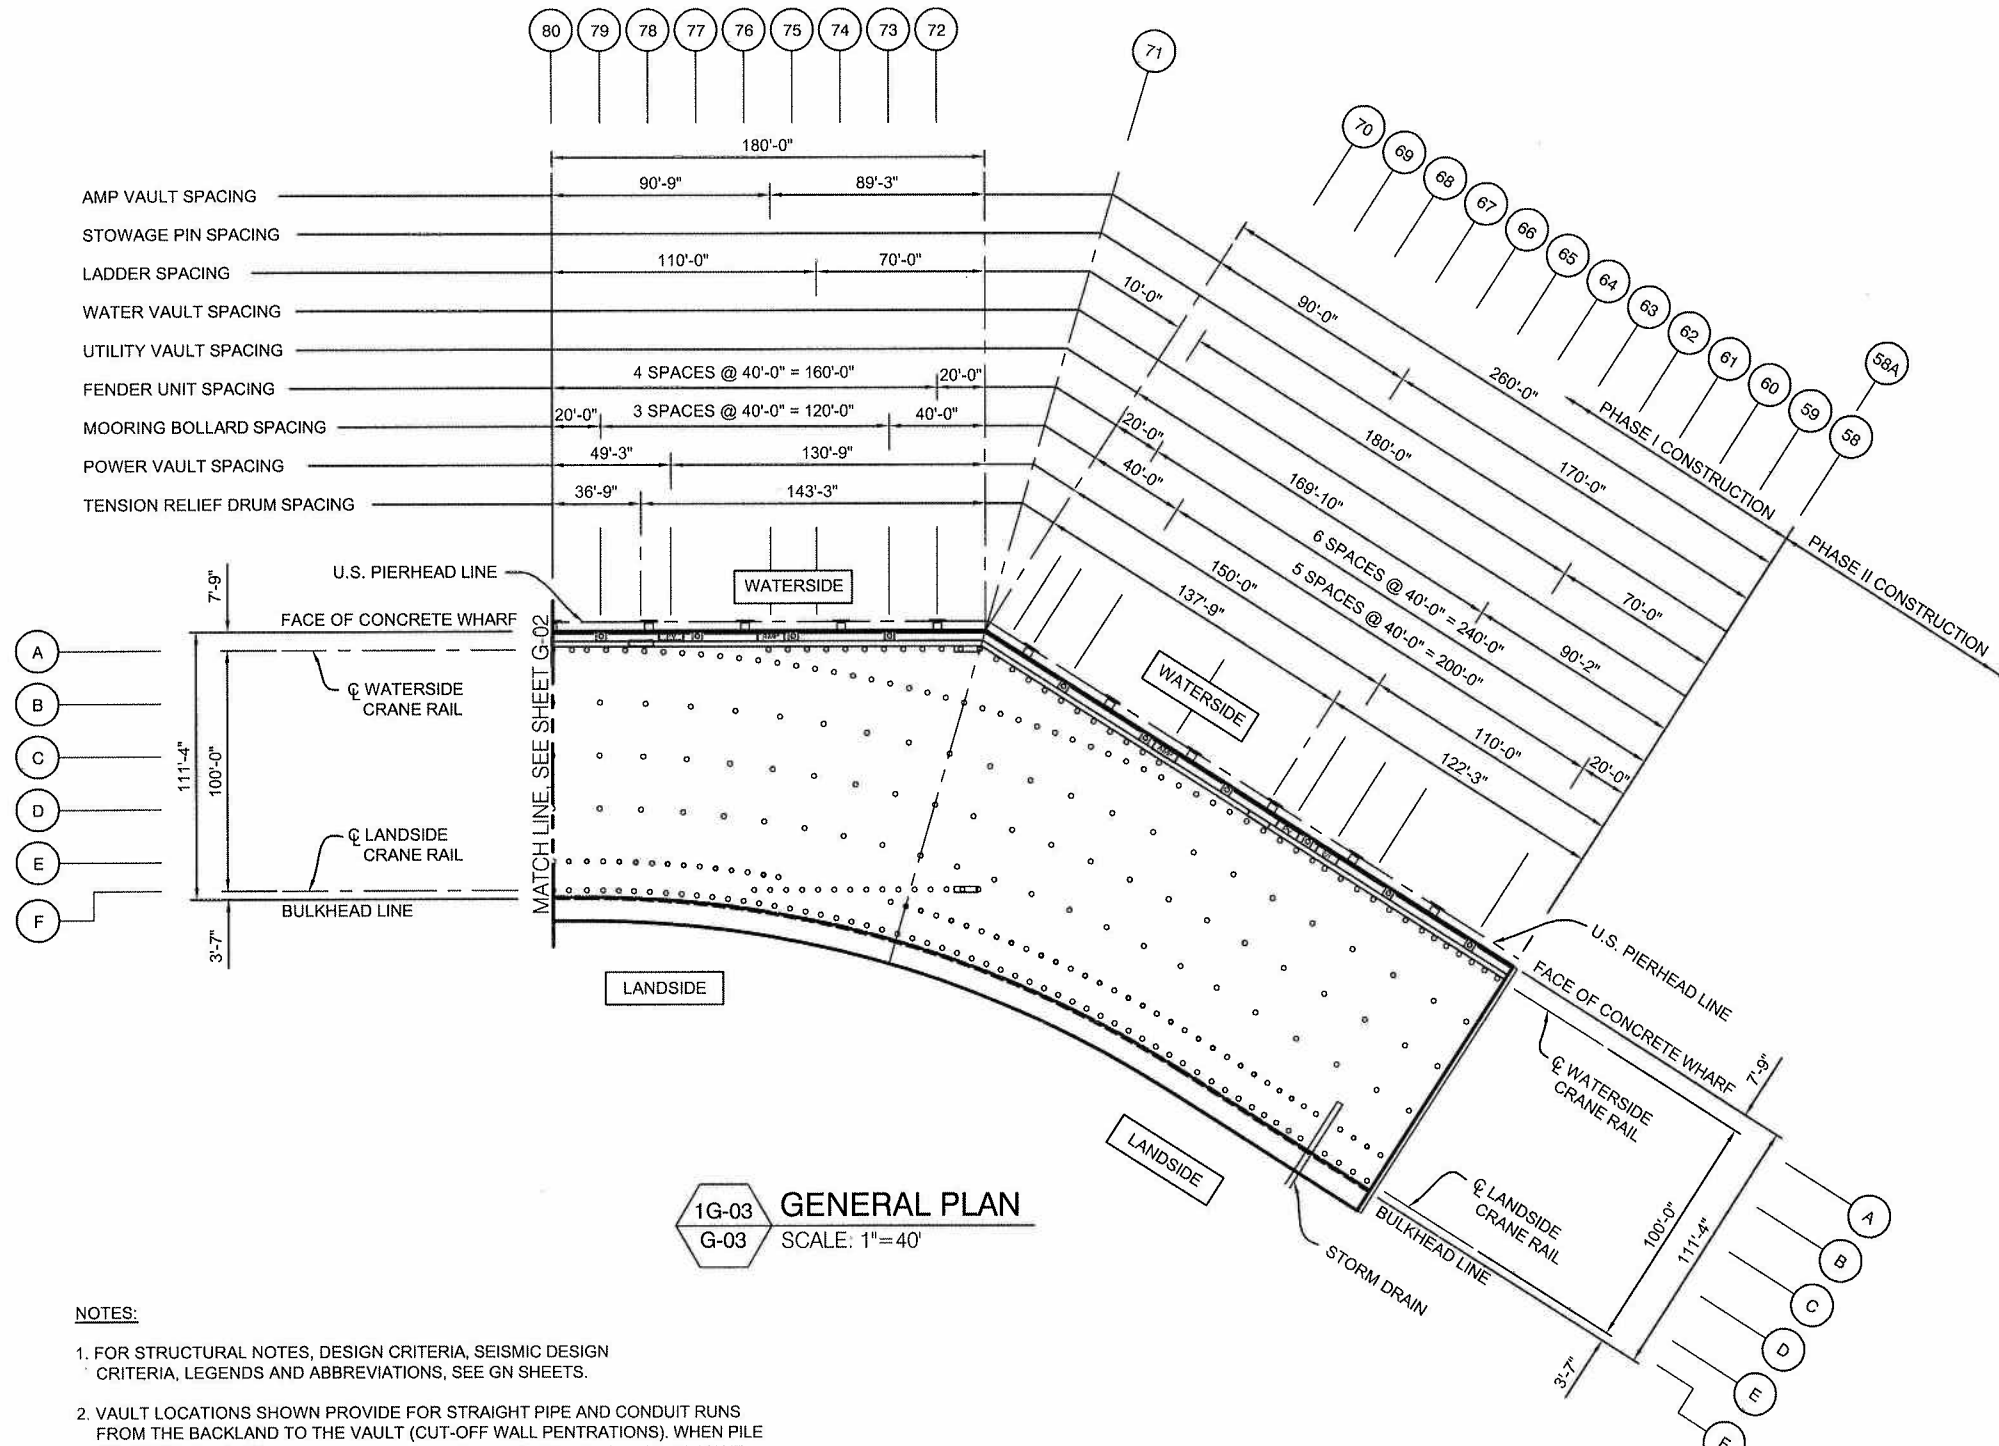 80
79
78
77
76
75
74
73
72
71
70
69
68
67
66
65
64
63
62
61
60
59
58A
58
180'-0"
AMP VAULT SPACING
90'-9"
89'-3"
STOWAGE PIN SPACING
LADDER SPACING
110'-0"
70'-0"
WATER VAULT SPACING
UTILITY VAULT SPACING
FENDER UNIT SPACING
4 SPACES @ 40'-0" = 160'-0"
20'-0"
MOORING BOLLARD SPACING
20'-0"
3 SPACES @ 40'-0" = 120'-0"
40'-0"
POWER VAULT SPACING
49'-3"
130'-9"
TENSION RELIEF DRUM SPACING
36'-9"
143'-3"
10'-0"
90'-0"
260'-0"
PHASE I CONSTRUCTION
PHASE II CONSTRUCTION
180'-0"
170'-0"
20'-0"
169'-10"
70'-0"
40'-0"
6 SPACES @ 40'-0" = 240'-0"
90'-2"
5 SPACES @ 40'-0" = 200'-0"
150'-0"
110'-0"
20'-0"
137'-9"
122'-3"
U.S. PIERHEAD LINE
WATERSIDE
7'-9"
FACE OF CONCRETE WHARF
A
B
C
D
E
F
℄ WATERSIDE
CRANE RAIL
111'-4"
100'-0"
℄ LANDSIDE
CRANE RAIL
BULKHEAD LINE
3'-7"
MATCH LINE, SEE SHEET G-02
LANDSIDE
WATERSIDE
U.S. PIERHEAD LINE
FACE OF CONCRETE WHARF
7'-9"
℄ WATERSIDE
CRANE RAIL
LANDSIDE
℄ LANDSIDE
CRANE RAIL
BULKHEAD LINE
100'-0"
111'-4"
3'-7"
STORM DRAIN
A
B
C
D
E
F
1G-03
G-03
GENERAL PLAN
SCALE: 1"=40'
NOTES:
1. FOR STRUCTURAL NOTES, DESIGN CRITERIA, SEISMIC DESIGN
CRITERIA, LEGENDS AND ABBREVIATIONS, SEE GN SHEETS.
2. VAULT LOCATIONS SHOWN PROVIDE FOR STRAIGHT PIPE AND CONDUIT RUNS
FROM THE BACKLAND TO THE VAULT (CUT-OFF WALL PENTRATIONS). WHEN PILE